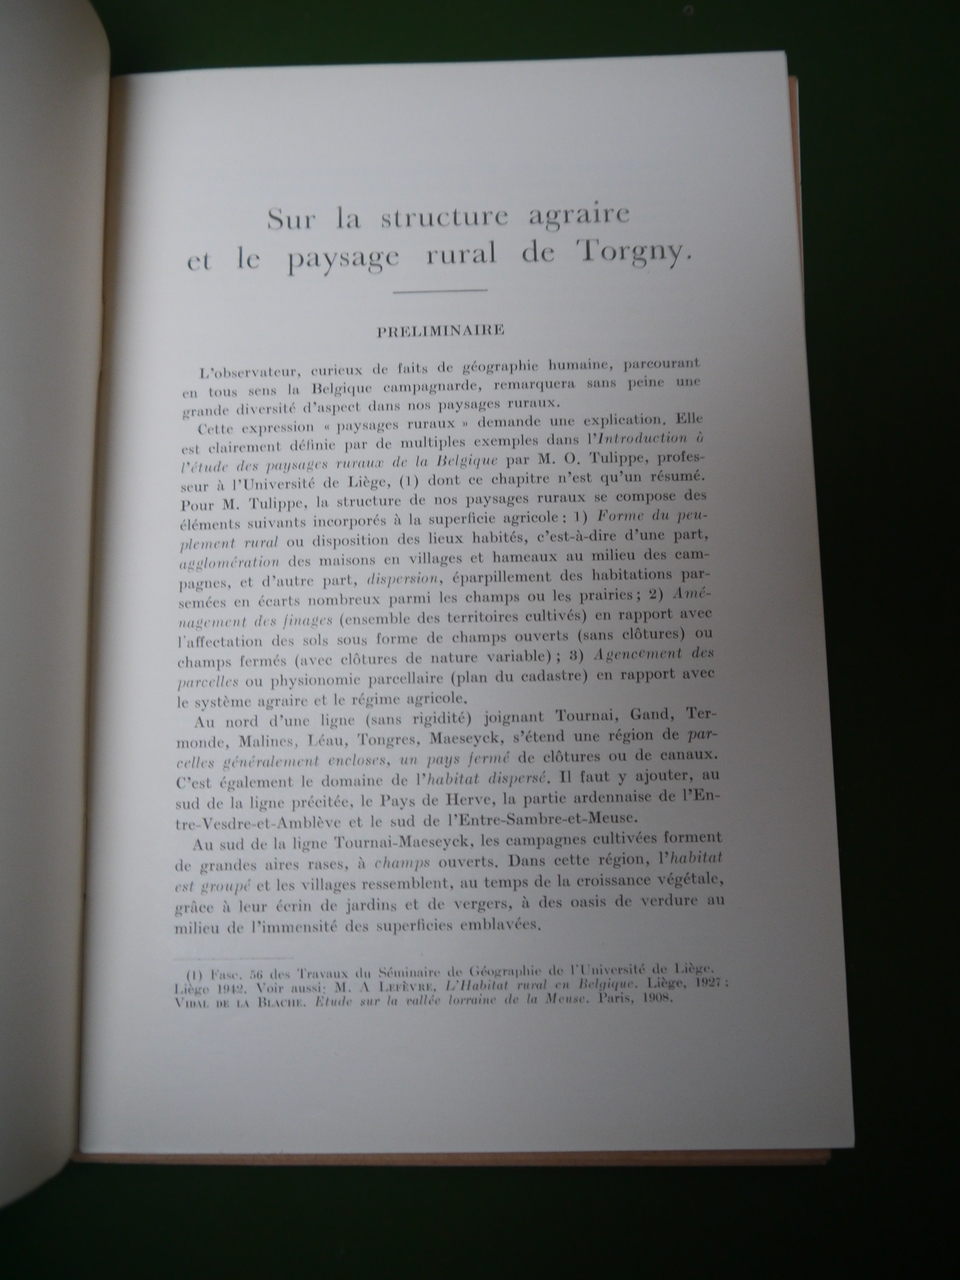 Sur la structure agraire
et le paysage rural de Torgny.
PRELIMINAIRE
L'observateur, curieux de faits de géographie humaine, parcourant
en tous sens la Belgique campagnarde, remarquera sans peine une
grande diversité d'aspect dans nos paysages ruraux.
Cette expression « paysages ruraux » demande une explication. Elle
est clairement définie par de multiples exemples dans l'Introduction à
l'étude des paysages ruraux de la Belgique par M. O. Tulippe, profes-
seur à l'Université de Liège, (1) dont ce chapitre n'est qu'un résumé.
Pour M. Tulippe, la structure de nos paysages ruraux se compose des
éléments suivants incorporés à la superficie agricole : 1) Forme du peu-
plement rural ou disposition des lieux habités, c'est-à-dire d'une part,
agglomération des maisons en villages et hameaux au milieu des cam-
pagnes, et d'autre part, dispersion, éparpillement des habitations par-
semées en écarts nombreux parmi les champs ou les prairies ; 2) Amé-
nagement des finages (ensemble des territoires cultivés) en rapport avec
l'affectation des sols sous forme de champs ouverts (sans clôtures) ou
champs fermés (avec clôtures de nature variable) ; 3) Agencement des
parcelles ou physionomie parcellaire (plan du cadastre) en rapport avec
le système agraire et le régime agricole.
Au nord d'une ligne (sans rigidité) joignant Tournai, Gand, Ter-
monde, Malines, Léau, Tongres, Maeseyck, s'étend une région de par-
celles généralement encloses, un pays fermé de clôtures ou de canaux.
C'est également le domaine de l'habitat dispersé. Il faut y ajouter, au
sud de la ligne précitée, le Pays de Herve, la partie ardennaise de l'En-
tre-Vesdre-et-Amblève et le sud de l'Entre-Sambre-et-Meuse.
Au sud de la ligne Tournai-Maeseyck, les campagnes cultivées forment
de grandes aires rases, à champs ouverts. Dans cette région, l'habitat
est groupé et les villages ressemblent, au temps de la croissance végétale,
grâce à leur écrin de jardins et de vergers, à des oasis de verdure au
milieu de l'immensité des superficies emblavées.
(1) Fasc. 56 des Travaux du Séminaire de Géographie de l'Université de Liège.
Liège 1942. Voir aussi: M. A LEFÈVRE, L'Habitat rural en Belgique. Liège, 1927 ;
VIDAL DE LA BLACHE. Etude sur la vallée lorraine de la Meuse. Paris, 1908.